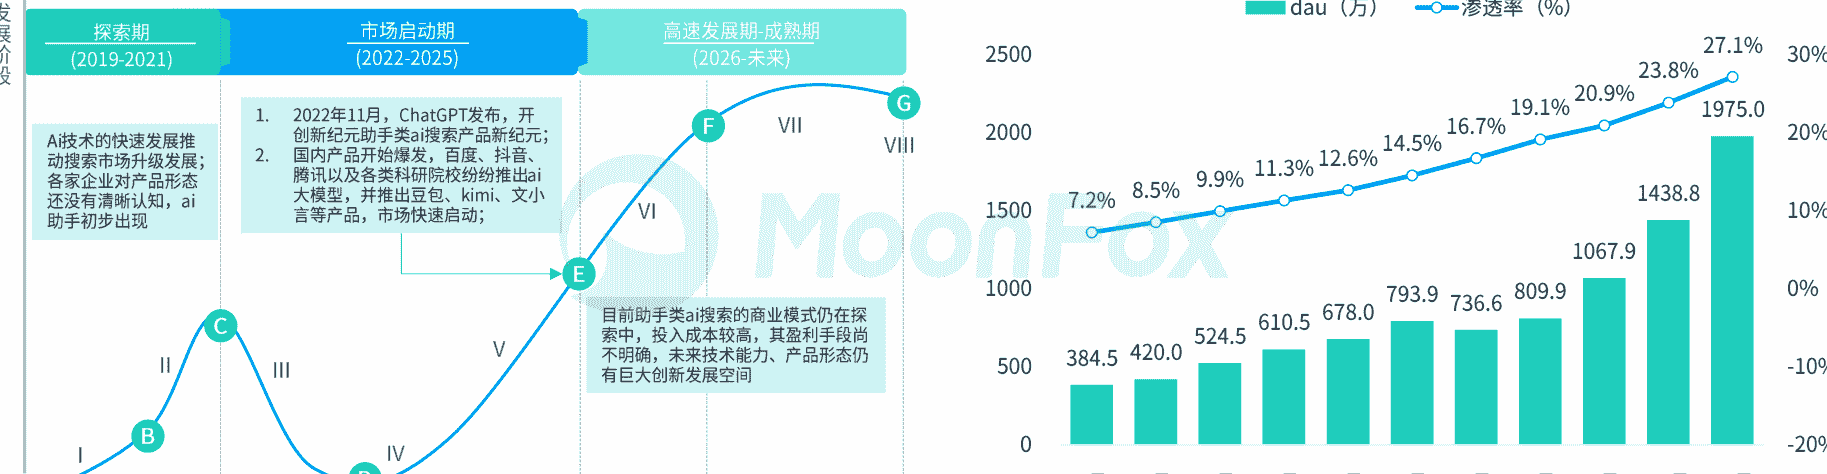 发展阶段
探索期
(2019-2021)
市场启动期
(2022-2025)
高速发展期-成熟期
(2026-未来)
Ai技术的快速发展推
动搜索市场升级发展；
各家企业对产品形态
还没有清晰认知，ai
助手初步出现
1. 2022年11月，ChatGPT发布，开
创新纪元助手类ai搜索产品新纪元；
2. 国内产品开始爆发，百度、抖音、
腾讯以及各类科研院校纷纷推出ai
大模型，并推出豆包、kimi、文小
言等产品，市场快速启动；
目前助手类ai搜索的商业模式仍在探
索中，投入成本较高，其盈利手段尚
不明确，未来技术能力、产品形态仍
有巨大创新发展空间
I
B
II
C
III
IV
V
E
VI
F
VII
G
VIII
MoonFox
dau（万）
渗透率（%）
2500
2000
1500
1000
500
0
30%
20%
10%
0%
-10%
-20%
7.2%
8.5%
9.9%
11.3%
12.6%
14.5%
16.7%
19.1%
20.9%
23.8%
27.1%
384.5
420.0
524.5
610.5
678.0
793.9
736.6
809.9
1067.9
1438.8
1975.0